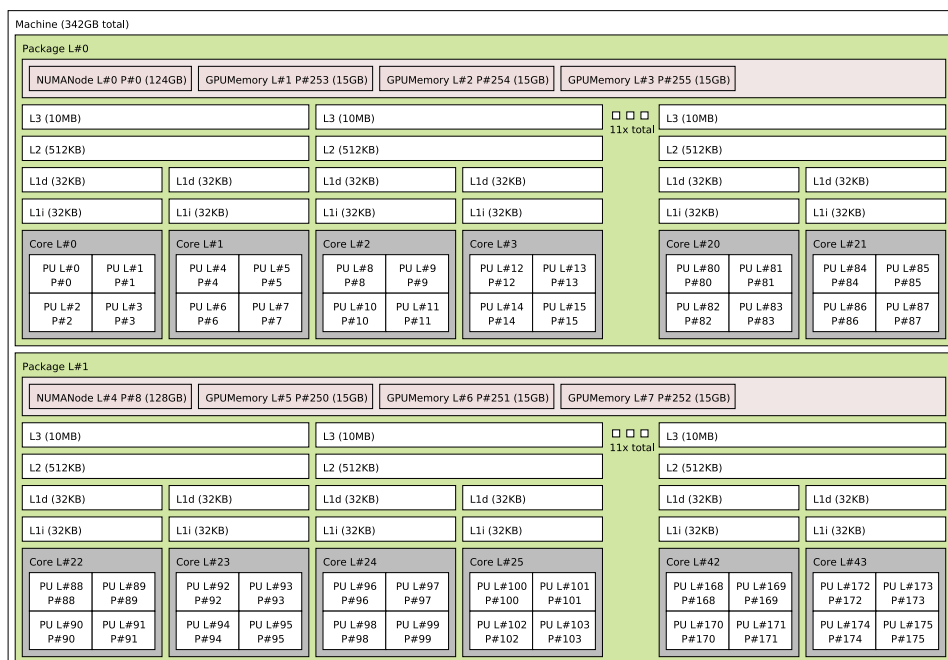 Machine (342GB total)
Package L#0
NUMANode L#0 P#0 (124GB) GPUMemory L#1 P#253 (15GB) GPUMemory L#2 P#254 (15GB) GPUMemory L#3 P#255 (15GB)
L3 (10MB) L3 (10MB) 11x total L3 (10MB)
L2 (512KB) L2 (512KB) L2 (512KB)
L1d (32KB) L1d (32KB) L1d (32KB) L1d (32KB) L1d (32KB) L1d (32KB)
L1i (32KB) L1i (32KB) L1i (32KB) L1i (32KB) L1i (32KB) L1i (32KB)
Core L#0 Core L#1 Core L#2 Core L#3 Core L#20 Core L#21
PU L#0 PU L#1 PU L#4 PU L#5 PU L#8 PU L#9 PU L#12 PU L#13 PU L#80 PU L#81 PU L#84 PU L#85
P#0 P#1 P#4 P#5 P#8 P#9 P#12 P#13 P#80 P#81 P#84 P#85
PU L#2 PU L#3 PU L#6 PU L#7 PU L#10 PU L#11 PU L#14 PU L#15 PU L#82 PU L#83 PU L#86 PU L#87
P#2 P#3 P#6 P#7 P#10 P#11 P#14 P#15 P#82 P#83 P#86 P#87
Package L#1
NUMANode L#4 P#8 (128GB) GPUMemory L#5 P#250 (15GB) GPUMemory L#6 P#251 (15GB) GPUMemory L#7 P#252 (15GB)
L3 (10MB) L3 (10MB) 11x total L3 (10MB)
L2 (512KB) L2 (512KB) L2 (512KB)
L1d (32KB) L1d (32KB) L1d (32KB) L1d (32KB) L1d (32KB) L1d (32KB)
L1i (32KB) L1i (32KB) L1i (32KB) L1i (32KB) L1i (32KB) L1i (32KB)
Core L#22 Core L#23 Core L#24 Core L#25 Core L#42 Core L#43
PU L#88 PU L#89 PU L#92 PU L#93 PU L#96 PU L#97 PU L#100 PU L#101 PU L#168 PU L#169 PU L#172 PU L#173
P#88 P#89 P#92 P#93 P#96 P#97 P#100 P#101 P#168 P#169 P#172 P#173
PU L#90 PU L#91 PU L#94 PU L#95 PU L#98 PU L#99 PU L#102 PU L#103 PU L#170 PU L#171 PU L#174 PU L#175
P#90 P#91 P#94 P#95 P#98 P#99 P#102 P#103 P#170 P#171 P#174 P#175